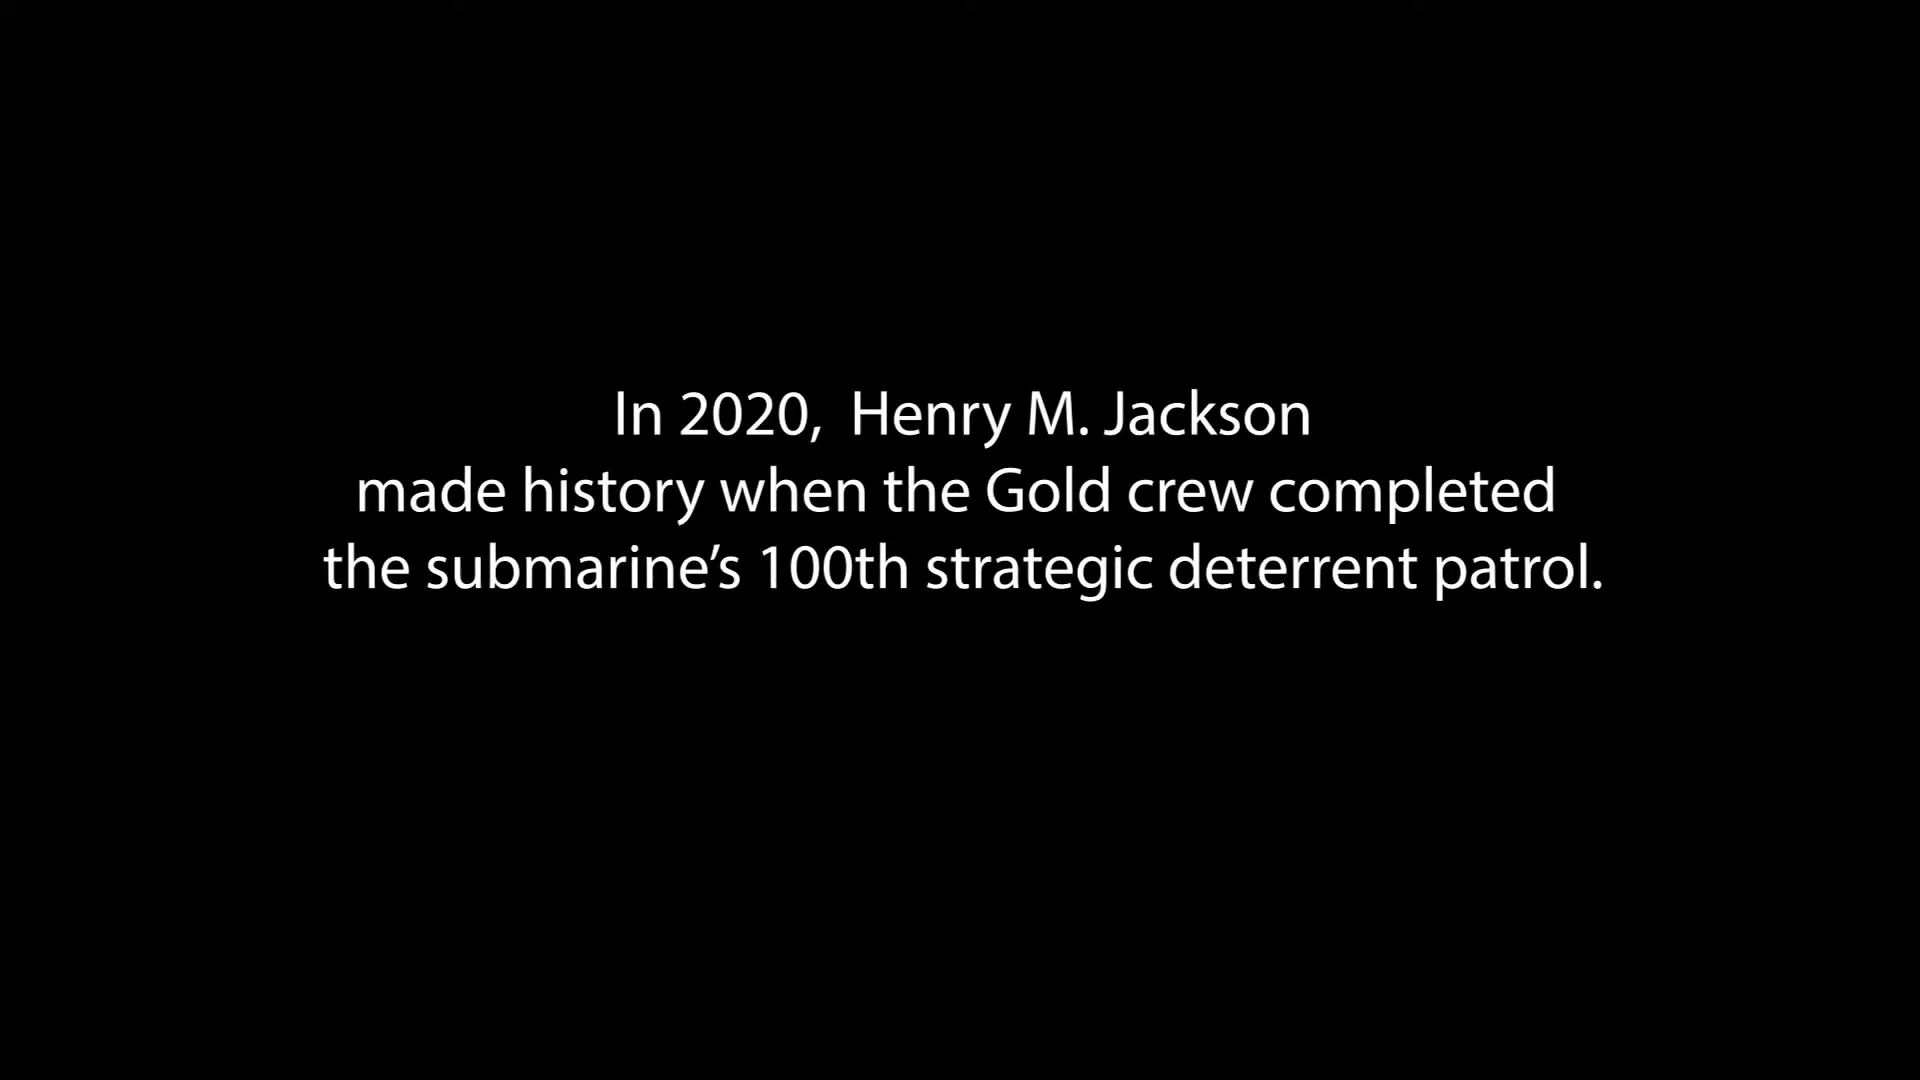 In 2020,  Henry M. Jackson
made history when the Gold crew completed
the submarine’s 100th strategic deterrent patrol.